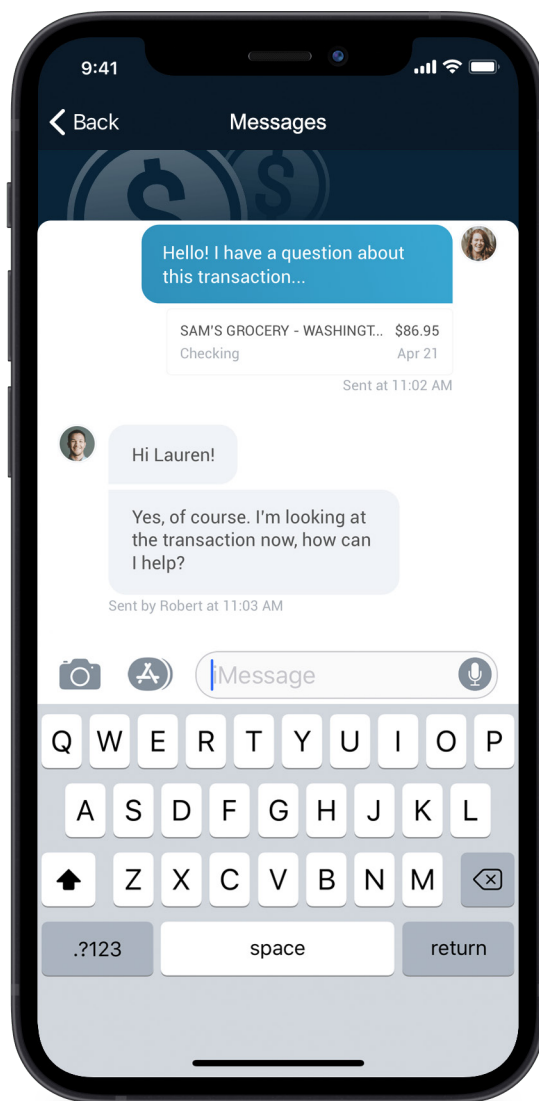 9:41
Back Messages
$ $
Hello! I have a question about
this transaction...
SAM'S GROCERY - WASHINGT... $86.95
Checking Apr 21
Sent at 11:02 AM
Hi Lauren!
Yes, of course. I'm looking at
the transaction now, how can
I help?
Sent by Robert at 11:03 AM
iMessage
Q W E R T Y U I O P
A S D F G H J K L
Z X C V B N M
.?123 space return